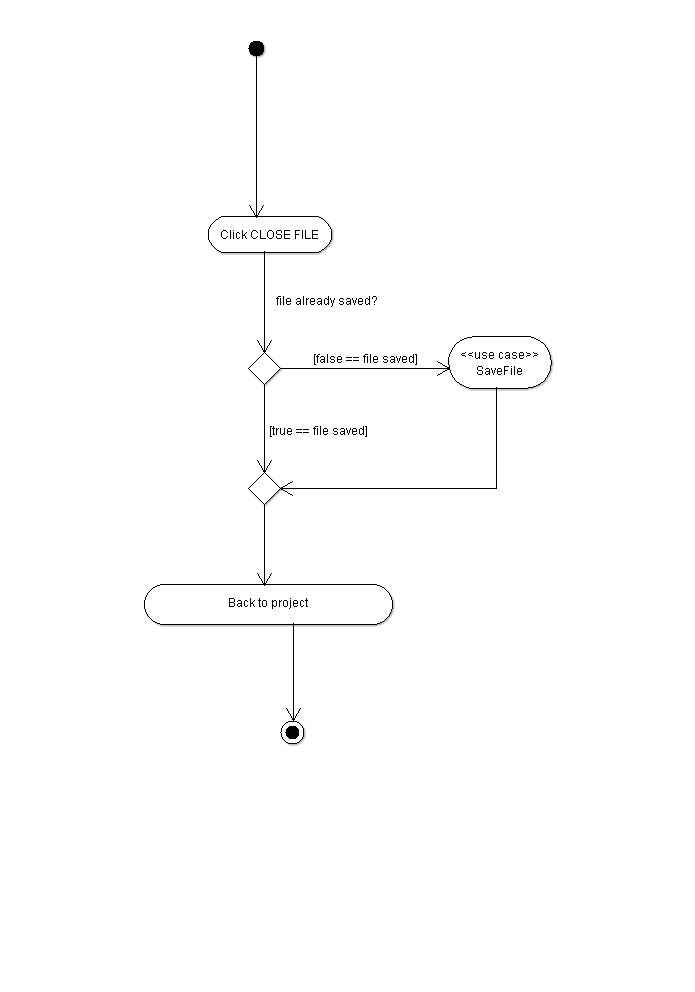 Click CLOSE FILE
file already saved?
[false == file saved]
<<use case>>
SaveFile
[true == file saved]
Back to project